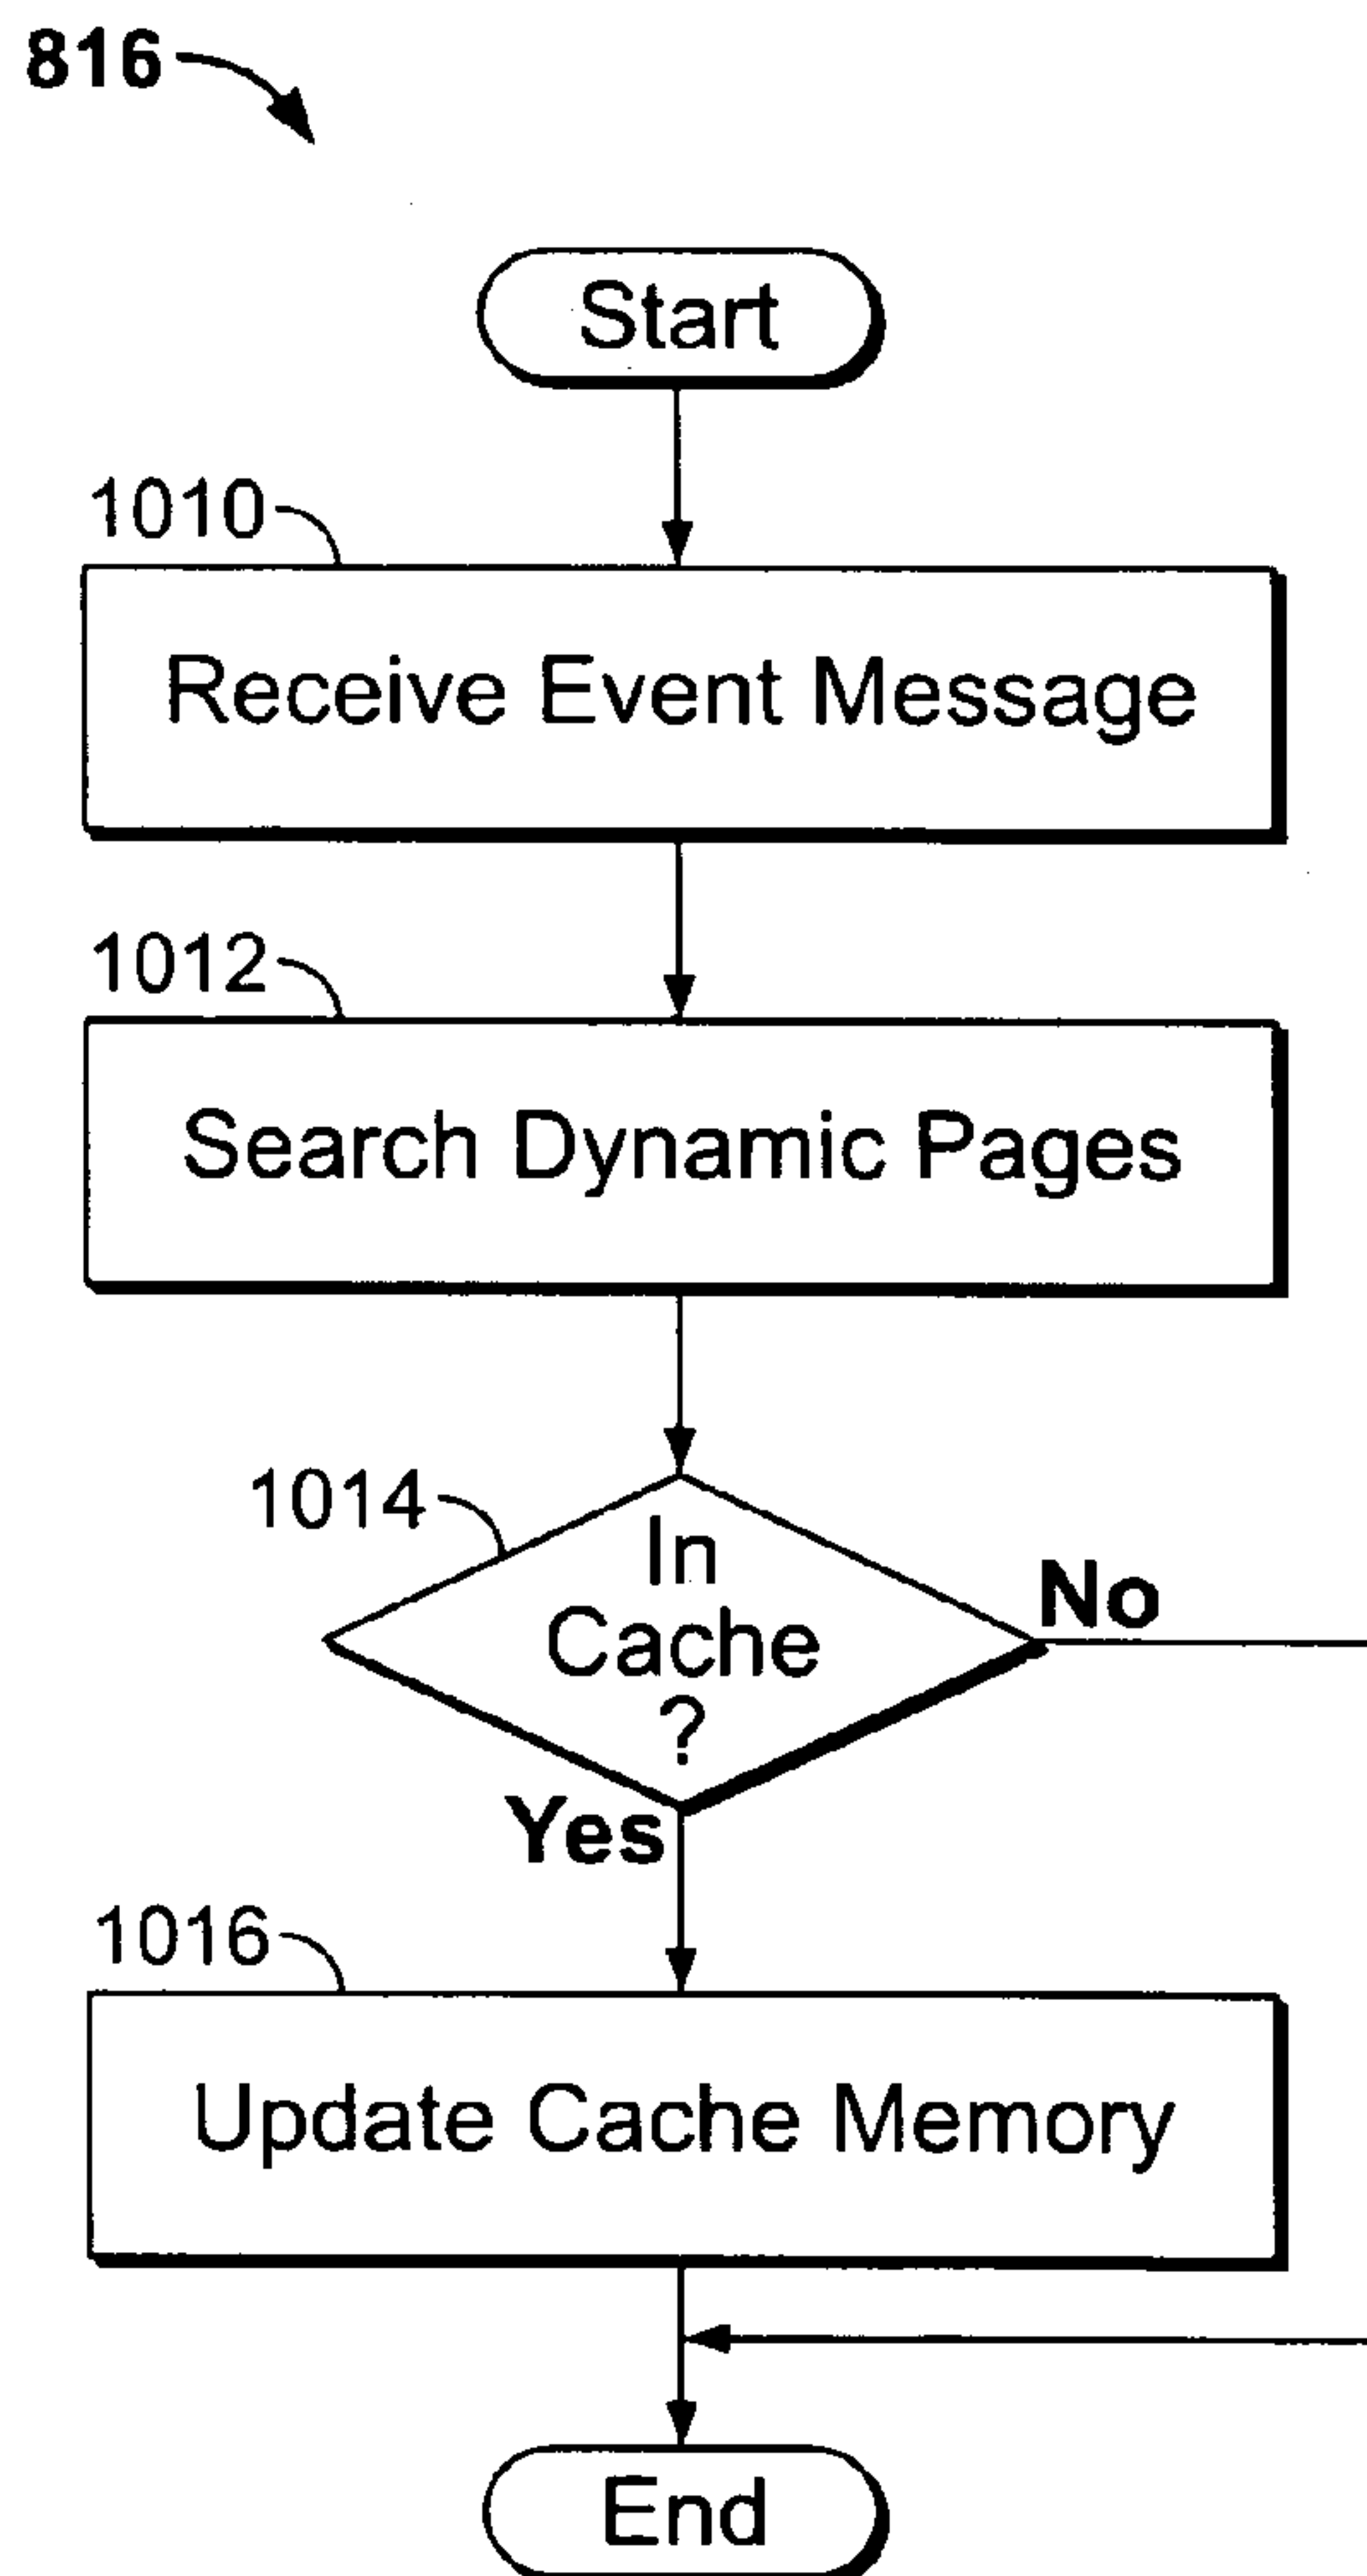 816
Start
1010
Receive Event Message
1012
Search Dynamic Pages
1014
In
Cache
?
No
Yes
1016
Update Cache Memory
End